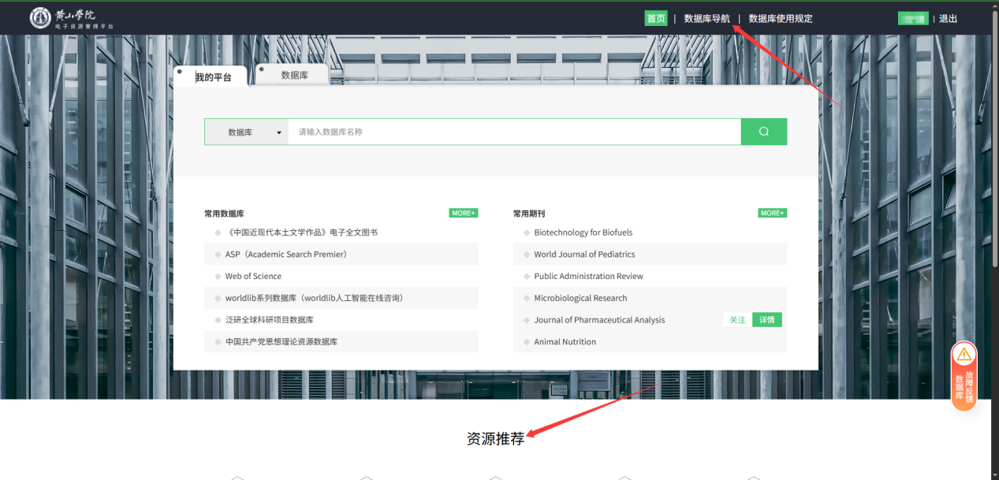 黄山学院
电子资源管理平台
首页 | 数据库导航 | 数据库使用规定
| 退出
我的平台
数据库
数据库
请输入数据库名称
常用数据库
MORE+
《中国近现代本土文学作品》电子全文图书
ASP（Academic Search Premier）
Web of Science
worldlib系列数据库（worldlib人工智能在线咨询）
泛研全球科研项目数据库
中国共产党思想理论资源数据库
常用期刊
MORE+
Biotechnology for Biofuels
World Journal of Pediatrics
Public Administration Review
Microbiological Research
Journal of Pharmaceutical Analysis
关注
详情
Animal Nutrition
数据库
故障反馈
资源推荐